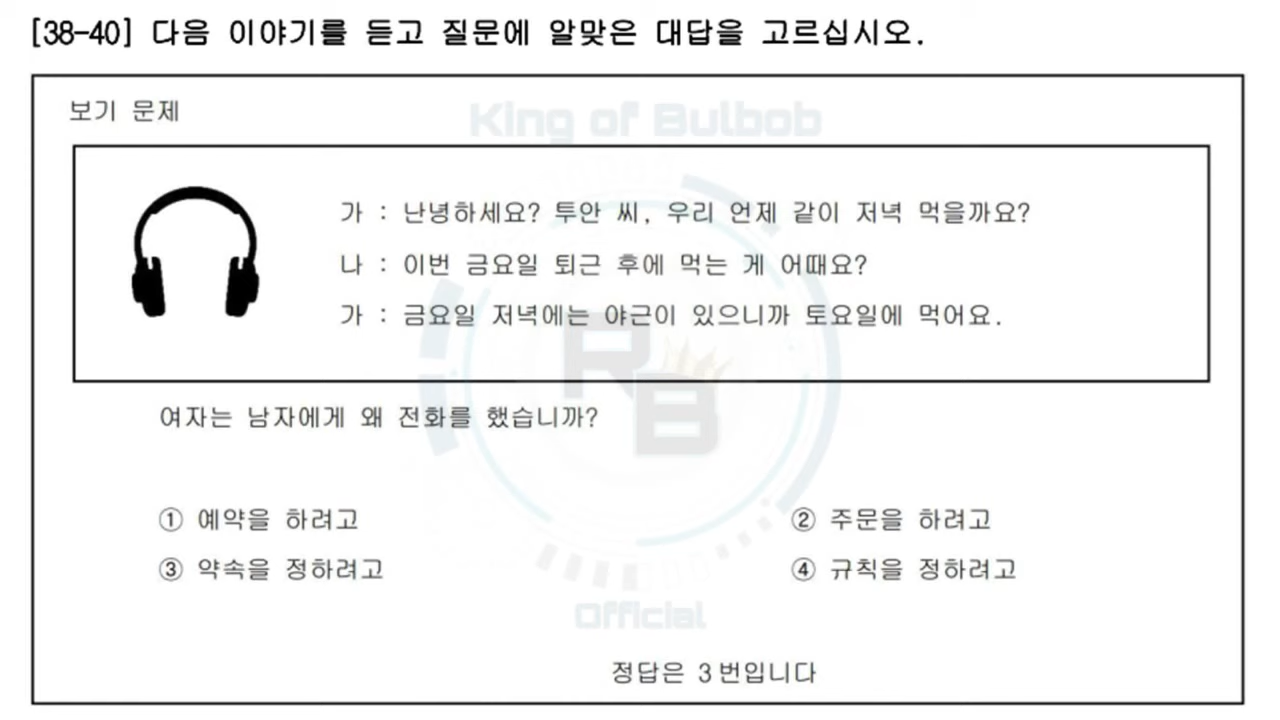 [38-40] 다음 이야기를 듣고 질문에 알맞은 대답을 고르십시오.
보기 문제
King of Bulbob
가 : 난녕하세요? 투안 씨, 우리 언제 같이 저녁 먹을까요?
나 : 이번 금요일 퇴근 후에 먹는 게 어때요?
가 : 금요일 저녁에는 야근이 있으니까 토요일에 먹어요.
RB
여자는 남자에게 왜 전화를 했습니까?
① 예약을 하려고 ② 주문을 하려고
③ 약속을 정하려고 ④ 규칙을 정하려고
Official
정답은 3번입니다